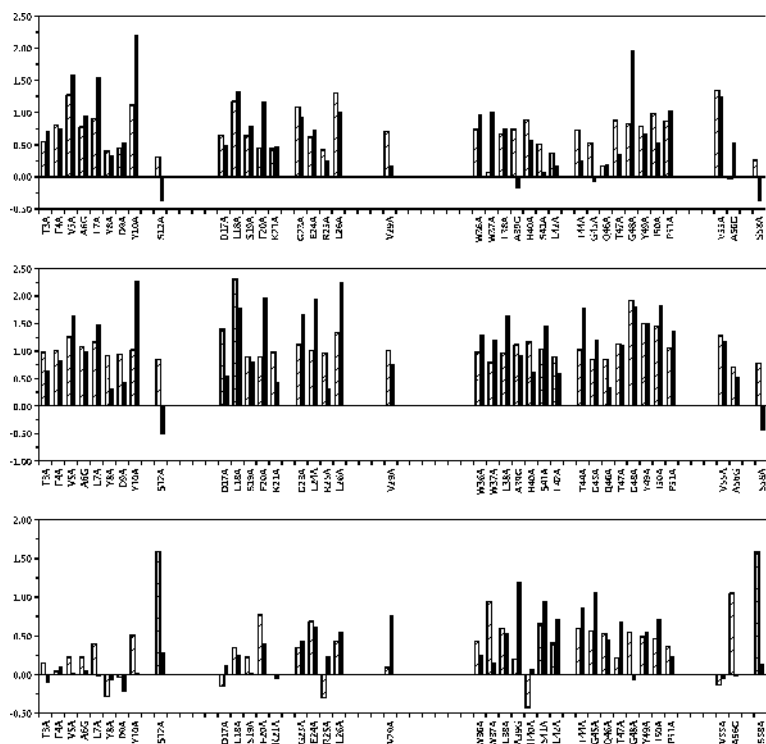 2.50
2.00
1.50
1.00
0.50
0.00
-0.50
T3A
F4A
V5A
A6G
L7A
Y8A
D9A
Y10A
S12A
D17A
L18A
S19A
F20A
K21A
G23A
E24A
R25A
L26A
V29A
W36A
W37A
L38A
A39G
H40A
S41A
L42A
T44A
G45A
Q46A
T47A
G48A
Y49A
I50A
P51A
V55A
A56G
S58A
2.50
2.00
1.50
1.00
0.50
0.00
-0.50
-1.00
T3A
F4A
V5A
A6G
L7A
Y8A
D9A
Y10A
S12A
D17A
L18A
S19A
F20A
K21A
G23A
L26A
V29A
W36A
W37A
L38A
A39G
H40A
S41A
L42A
T44A
G45A
Q46A
T47A
G48A
Y49A
I50A
P51A
V55A
A56G
S58A
2.00
1.50
1.00
0.50
0.00
-0.50
T3A
F4A
V5A
A6G
L7A
Y8A
D9A
Y10A
S12A
D17A
L18A
S19A
F20A
K21A
G23A
E24A
R25A
L26A
V29A
W36A
W37A
L38A
A39G
H40A
S41A
L42A
T44A
G45A
Q46A
T47A
G48A
Y49A
I50A
P51A
V55A
A56G
S58A